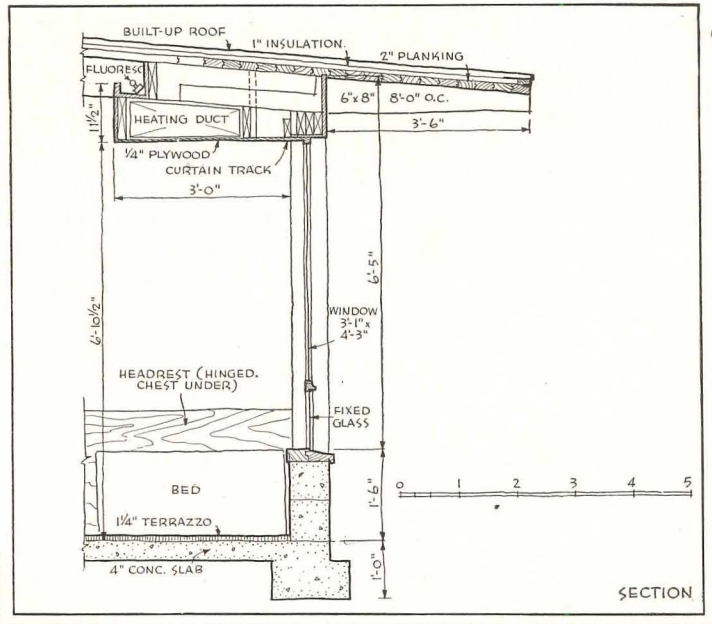 BUILT-UP ROOF
1" INSULATION.
2" PLANKING
FLUORESC
6"x8" 8'-0" O.C.
11½"
HEATING DUCT
3'-6"
¼" PLYWOOD
CURTAIN TRACK
3'-0"
6'-5"
6'-10½"
WINDOW
3'-1"x
4'-3"
HEADREST (HINGED.
CHEST UNDER)
FIXED
GLASS
BED
1'-6"
0 1 2 3 4 5
1¼" TERRAZZO
4" CONC. SLAB
1'-0"
SECTION